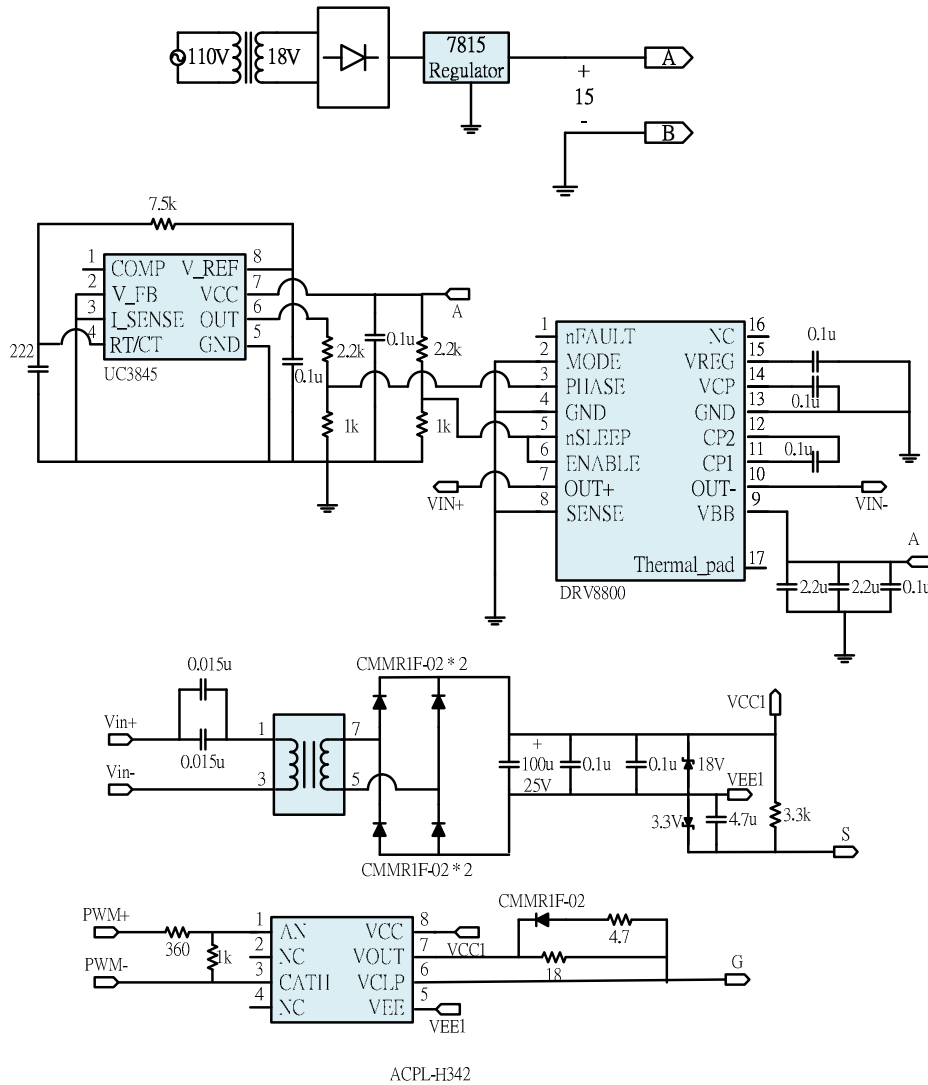 110V
18V
7815
Regulator
+
15
-
A
B
7.5k
1 COMP V_REF 8
2 V_FB VCC 7
3 I_SENSE OUT 6
4 RT/CT GND 5
UC3845
222
0.1u
2.2k
1k
0.1u
2.2k
1k
A
1 nFAULT NC 16
2 MODE VREG 15
3 PHASE VCP 14
4 GND GND 13
5 nSLEEP CP2 12
6 ENABLE CP1 11
7 OUT+ OUT- 10
8 SENSE VBB 9
Thermal_pad 17
DRV8800
VIN+
0.1u
0.1u
0.1u
VIN-
A
2.2u
2.2u
0.1u
CMMR1F-02 * 2
0.015u
0.015u
Vin+
Vin-
1
3
7
5
CMMR1F-02 * 2
+
100u
25V
0.1u
0.1u
18V
3.3V
VCC1
VEE1
4.7u
3.3k
S
PWM+
PWM-
360
1k
1 AN VCC 8
2 NC VOUT 7
3 CATH VCLP 6
4 NC VEE 5
VCC1
VEE1
CMMR1F-02
4.7
18
G
ACPL-H342